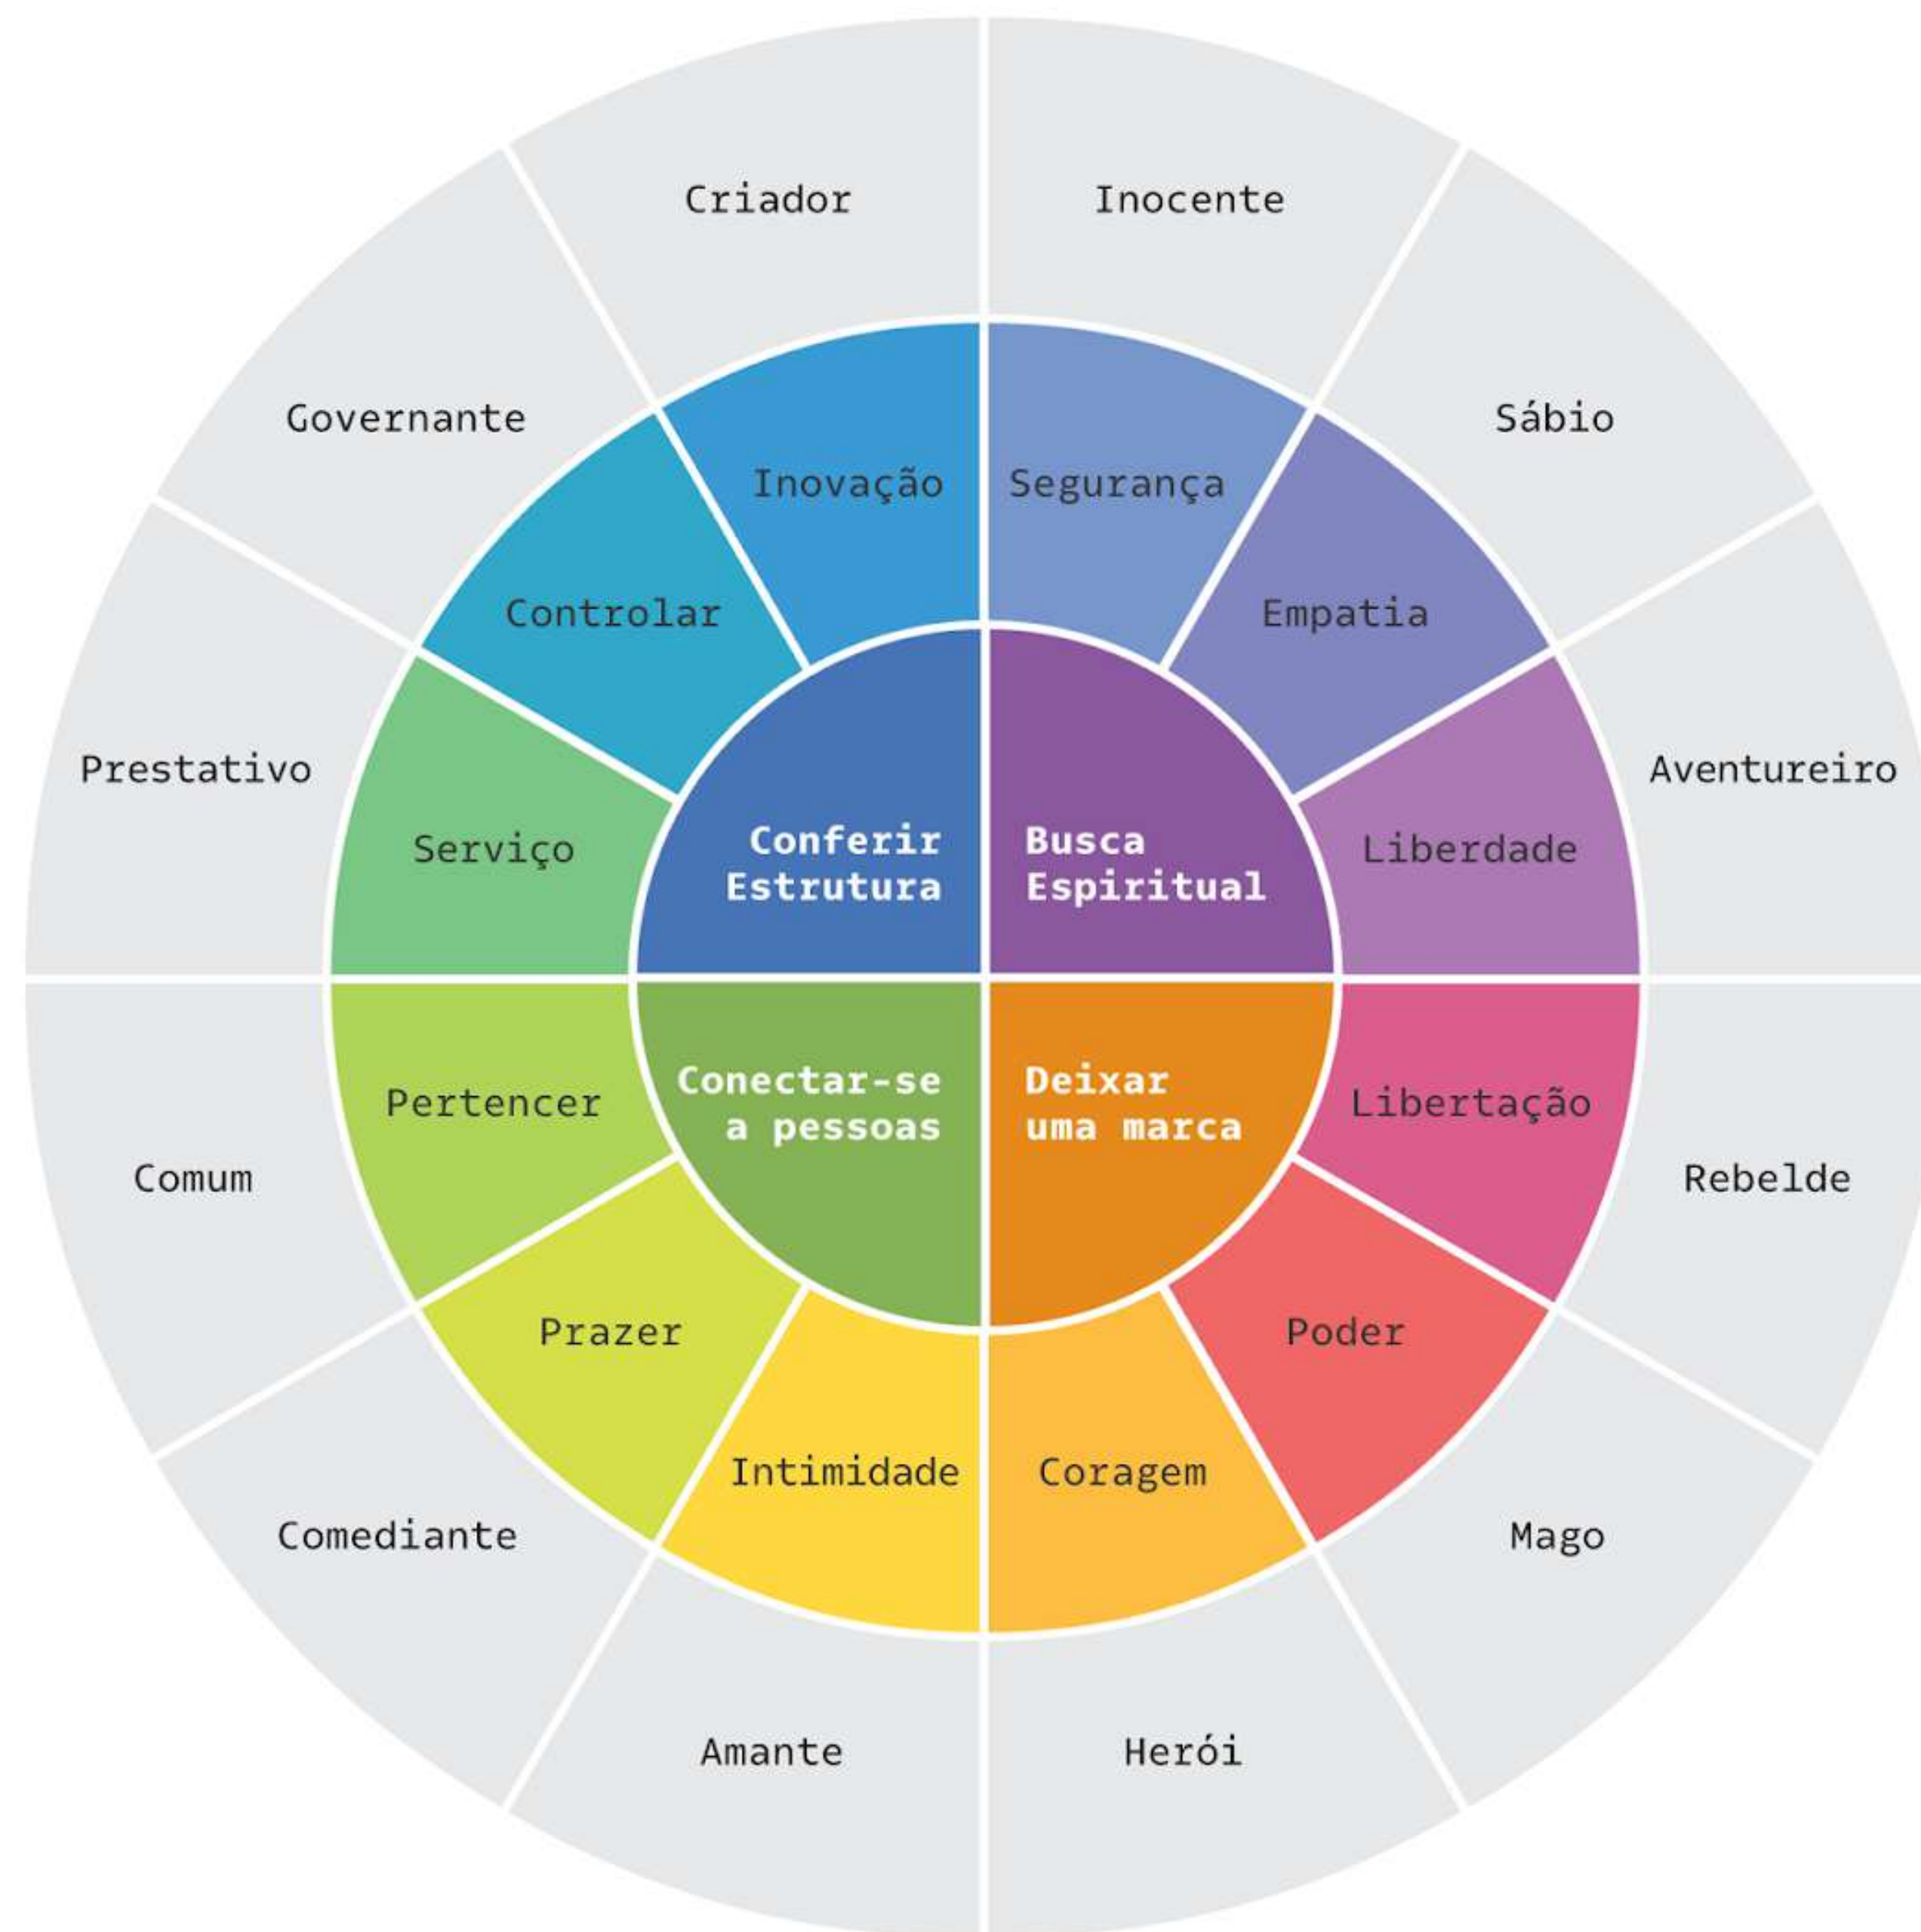 Criador
Inocente
Governante
Sábio
Inovação
Segurança
Controlar
Empatia
Prestativo
Aventureiro
Serviço
Conferir
Estrutura
Busca
Espiritual
Liberdade
Pertencer
Conectar-se
a pessoas
Deixar
uma marca
Libertação
Comum
Rebelde
Prazer
Poder
Intimidade
Coragem
Comediante
Mago
Amante
Herói